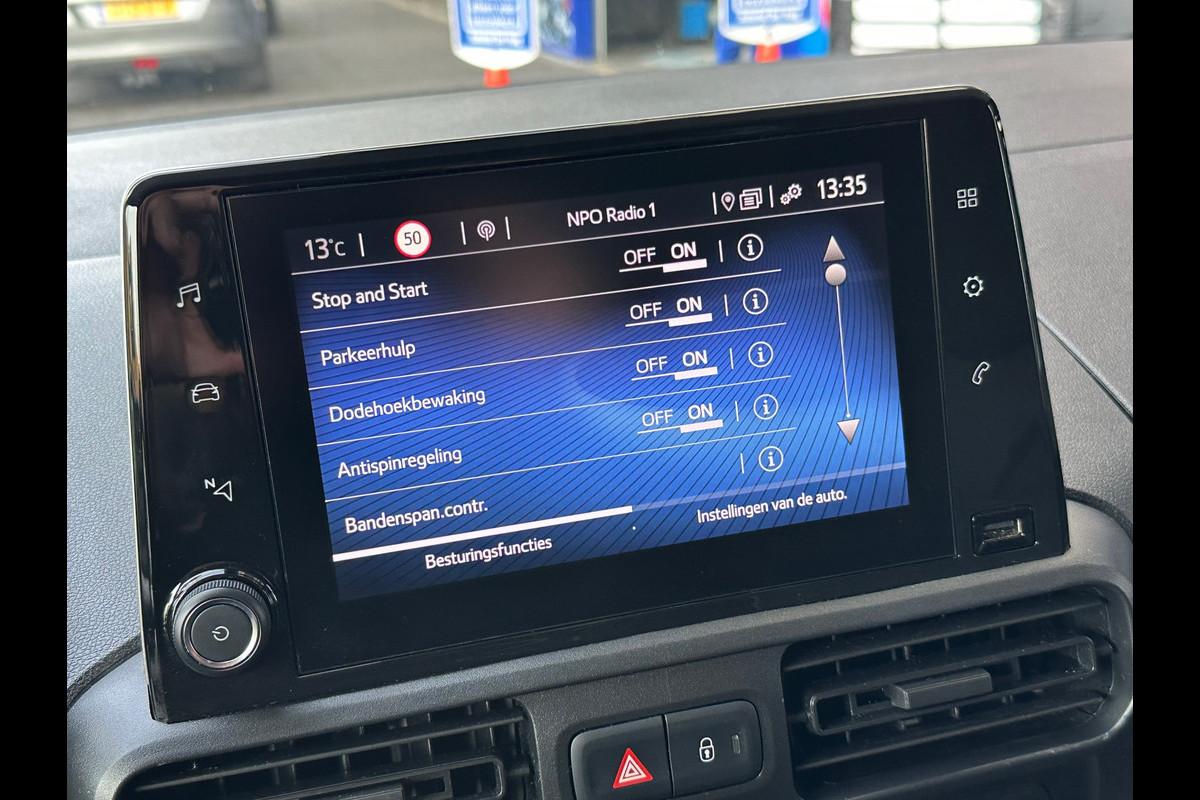 13°C 50 NPO Radio 1 13:35
Stop and Start OFF ON i
Parkeerhulp OFF ON i
Dodehoekbewaking OFF ON i
Antispinregeling OFF ON i
Bandenspan.contr. i
Besturingsfuncties Instellingen van de auto.
N